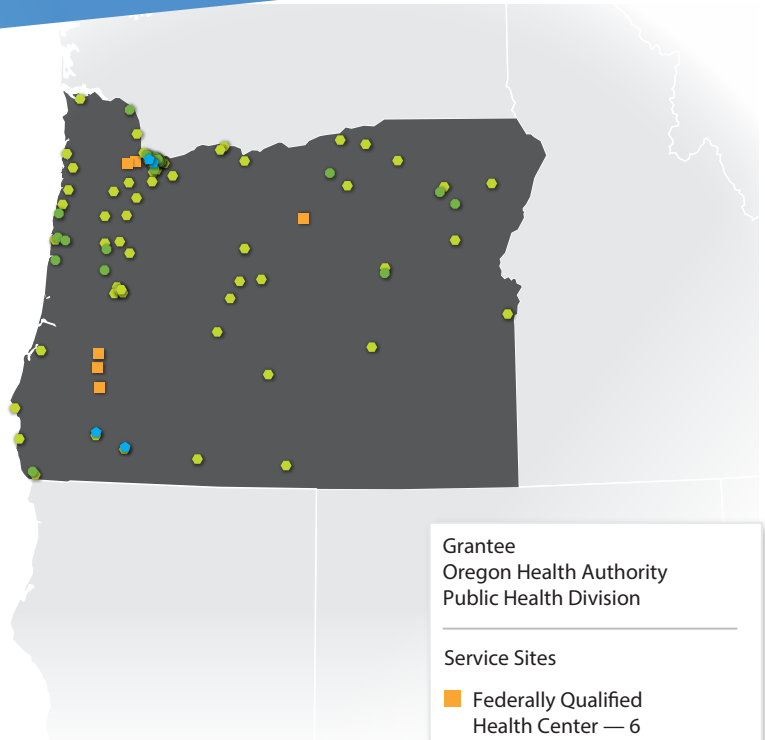 Grantee
Oregon Health Authority
Public Health Division
Service Sites
Federally Qualified
Health Center — 6